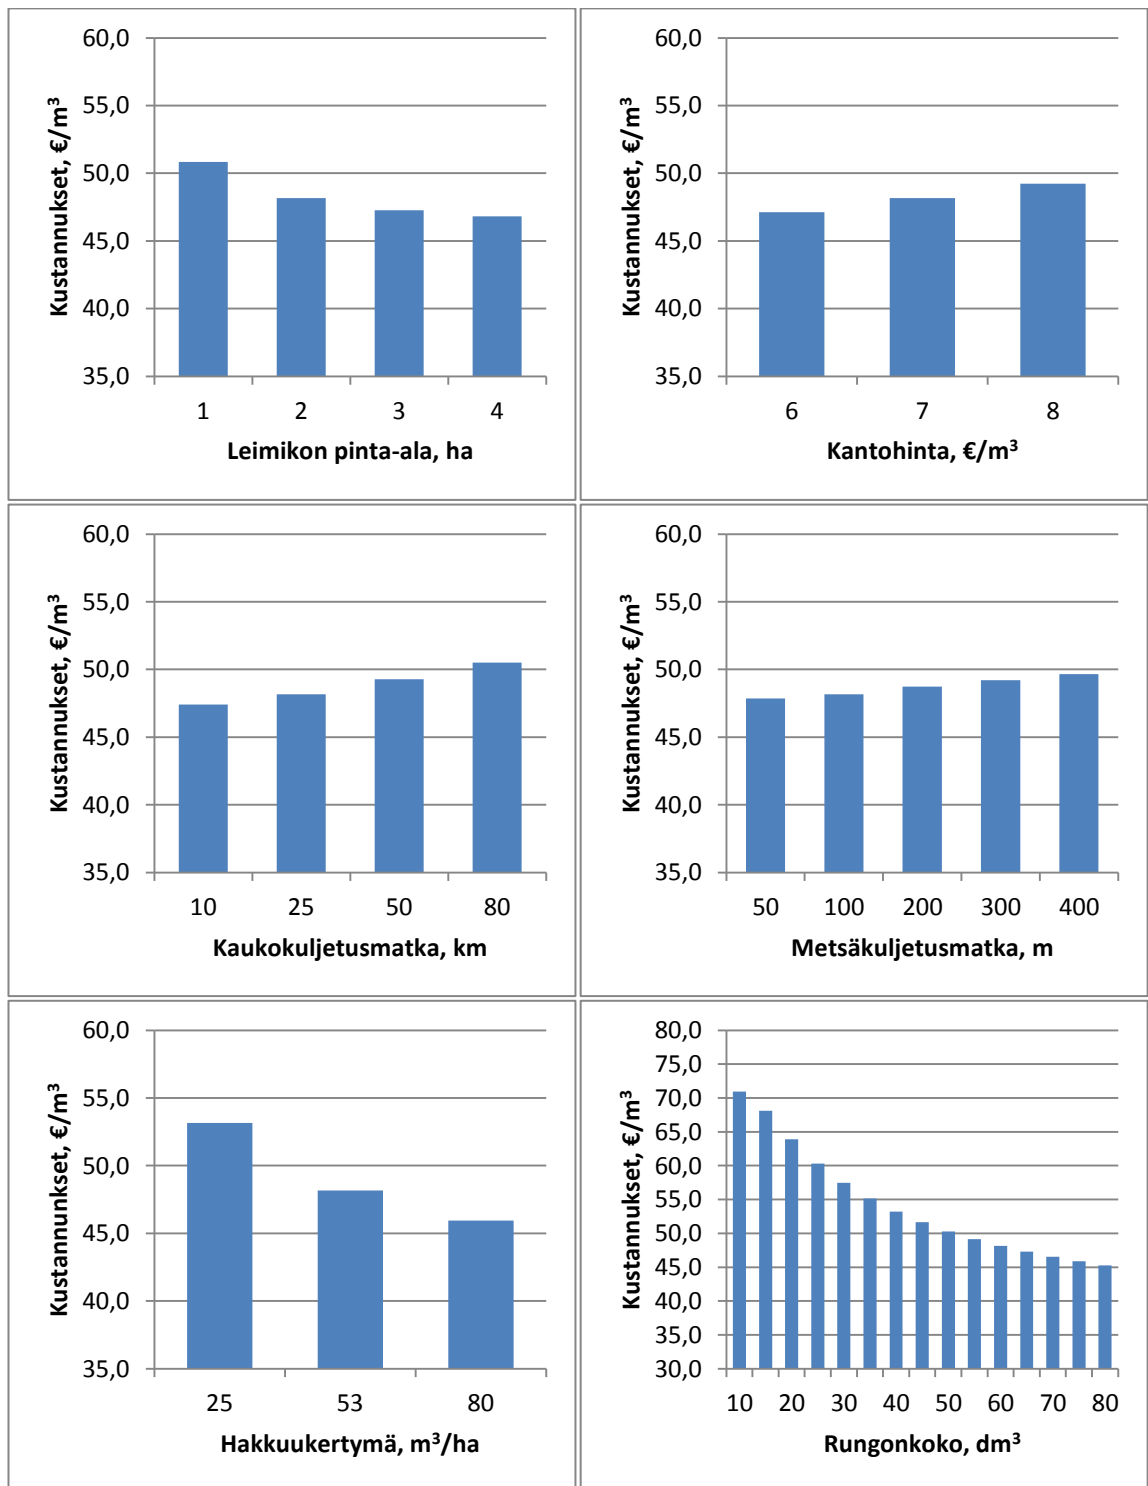 60,0
55,0
50,0
45,0
40,0
35,0
Kustannukset, €/m³
1 2 3 4
Leimikon pinta-ala, ha
60,0
55,0
50,0
45,0
40,0
35,0
Kustannukset, €/m³
6 7 8
Kantohinta, €/m³
60,0
55,0
50,0
45,0
40,0
35,0
Kustannukset, €/m³
10 25 50 80
Kaukokuljetusmatka, km
60,0
55,0
50,0
45,0
40,0
35,0
Kustannukset, €/m³
50 100 200 300 400
Metsäkuljetusmatka, m
60,0
55,0
50,0
45,0
40,0
35,0
Kustannunkset, €/m³
25 53 80
Hakkuukertymä, m³/ha
80,0
75,0
70,0
65,0
60,0
55,0
50,0
45,0
40,0
35,0
30,0
Kustannukset, €/m³
10 20 30 40 50 60 70 80
Rungonkoko, dm³